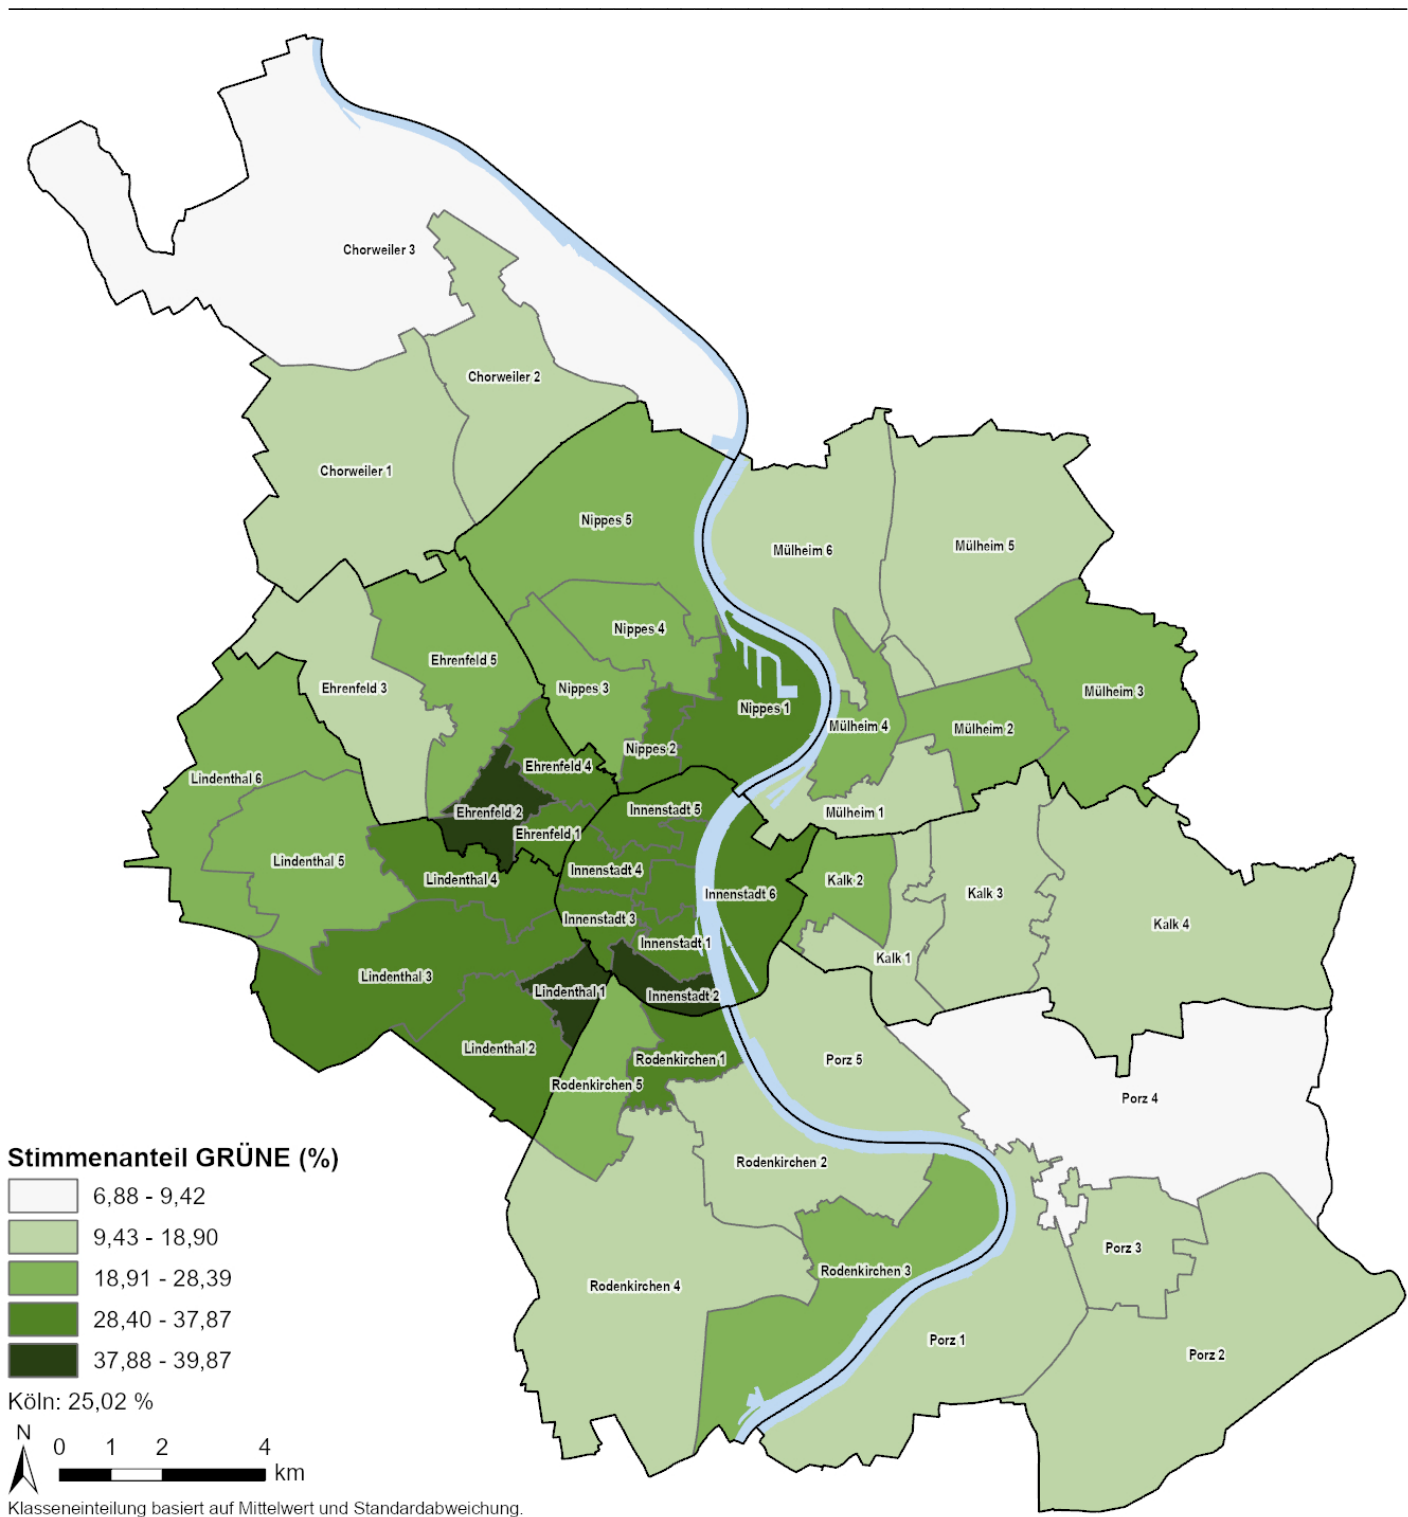 Chorweiler 3
Chorweiler 2
Chorweiler 1
Nippes 5
Mülheim 6
Mülheim 5
Nippes 4
Ehrenfeld 5
Ehrenfeld 3
Nippes 3
Mülheim 3
Nippes 1
Mülheim 4
Mülheim 2
Nippes 2
Ehrenfeld 4
Lindenthal 6
Innenstadt 5
Ehrenfeld 2
Mülheim 1
Ehrenfeld 1
Lindenthal 5
Innenstadt 4
Lindenthal 4
Kalk 2
Innenstadt 6
Kalk 3
Innenstadt 3
Kalk 4
Innenstadt 1
Kalk 1
Lindenthal 3
Lindenthal 1
Innenstadt 2
Lindenthal 2
Rodenkirchen 1
Porz 5
Rodenkirchen 5
Porz 4
Rodenkirchen 2
Porz 3
Rodenkirchen 3
Rodenkirchen 4
Porz 1
Porz 2
Stimmenanteil GRÜNE (%)
6,88 - 9,42
9,43 - 18,90
18,91 - 28,39
28,40 - 37,87
37,88 - 39,87
Köln: 25,02 %
N
0 1 2 4
km
Klasseneinteilung basiert auf Mittelwert und Standardabweichung.